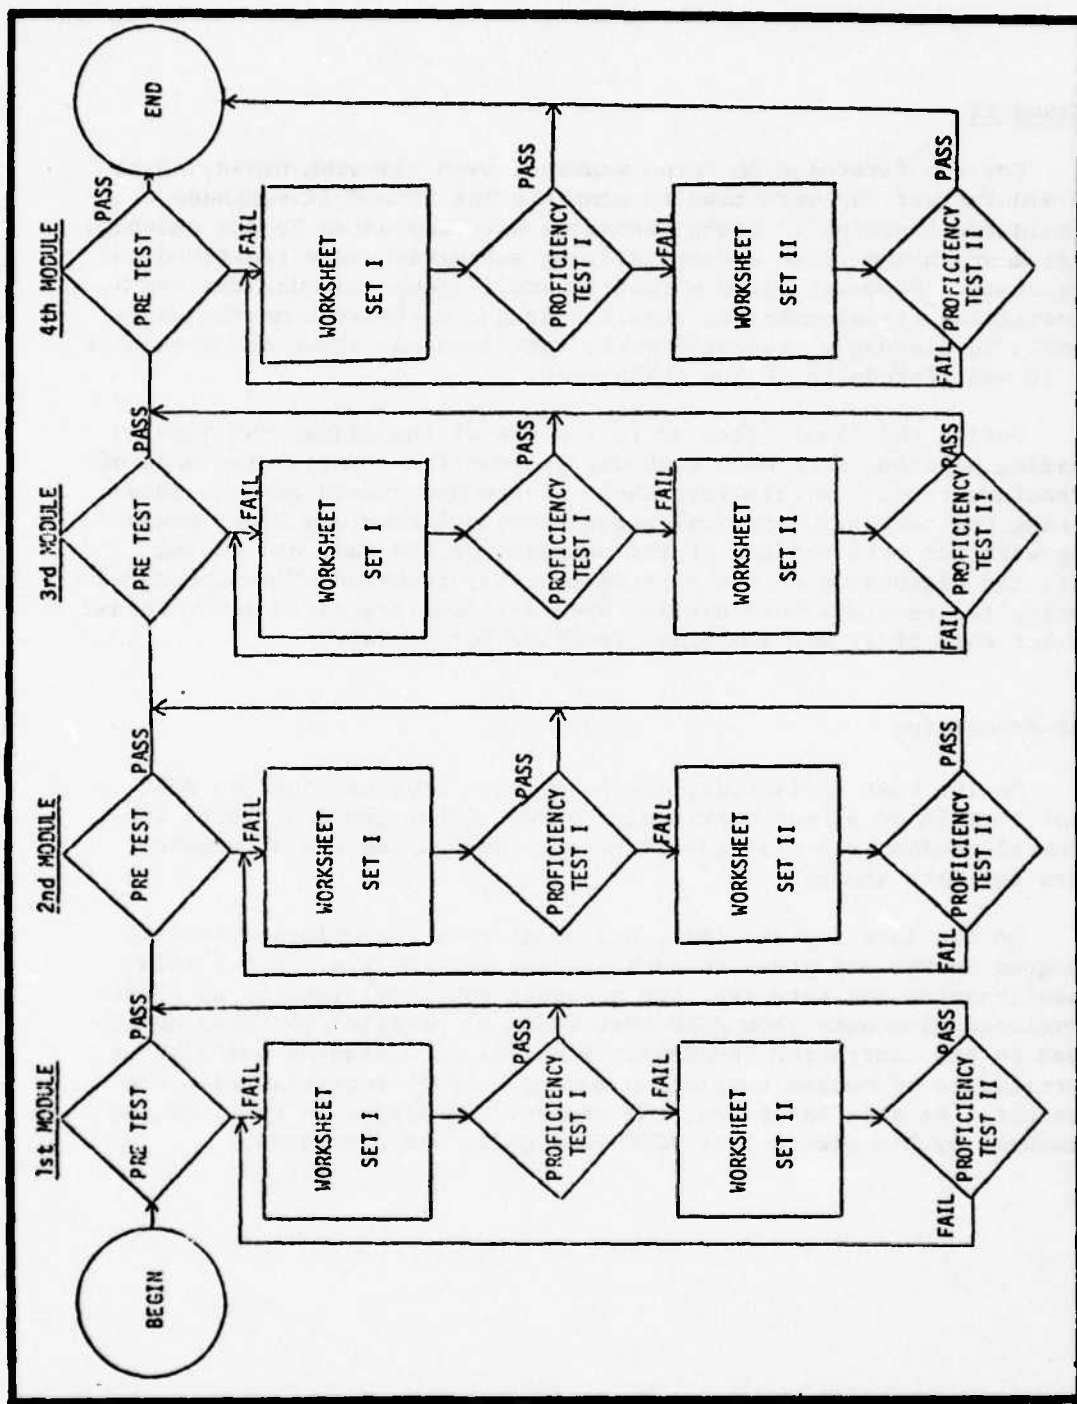 BEGIN
1st MODULE
PRE TEST
PASS
FAIL
WORKSHEET
SET I
PROFICIENCY
TEST I
PASS
FAIL
WORKSHEET
SET II
PROFICIENCY
TEST II
PASS
FAIL
2nd MODULE
PRE TEST
PASS
FAIL
WORKSHEET
SET I
PROFICIENCY
TEST I
PASS
FAIL
WORKSHEET
SET II
PROFICIENCY
TEST II
PASS
FAIL
3rd MODULE
PRE TEST
PASS
FAIL
WORKSHEET
SET I
PROFICIENCY
TEST I
PASS
FAIL
WORKSHEET
SET II
PROFICIENCY
TEST II
PASS
FAIL
4th MODULE
PRE TEST
PASS
FAIL
WORKSHEET
SET I
PROFICIENCY
TEST I
PASS
FAIL
WORKSHEET
SET II
PROFICIENCY
TEST II
PASS
FAIL
END